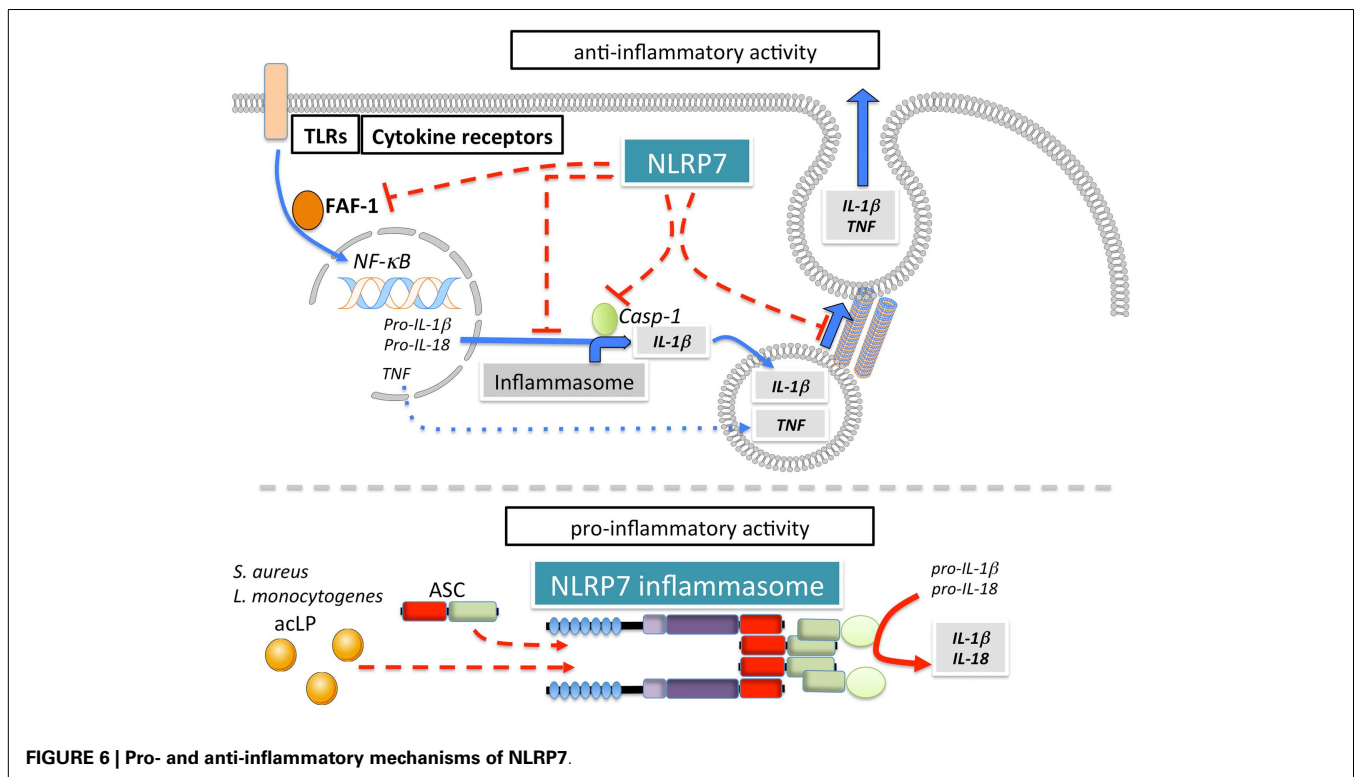 anti-inflammatory activity
TLRs
Cytokine receptors
NLRP7
FAF-1
IL-1β
TNF
NF-κB
Pro-IL-1β
Pro-IL-18
TNF
Casp-1
IL-1β
Inflammasome
IL-1β
TNF
pro-inflammatory activity
S. aureus
L. monocytogenes
acLP
ASC
NLRP7 inflammasome
pro-IL-1β
pro-IL-18
IL-1β
IL-18
FIGURE 6 | Pro- and anti-inflammatory mechanisms of NLRP7.